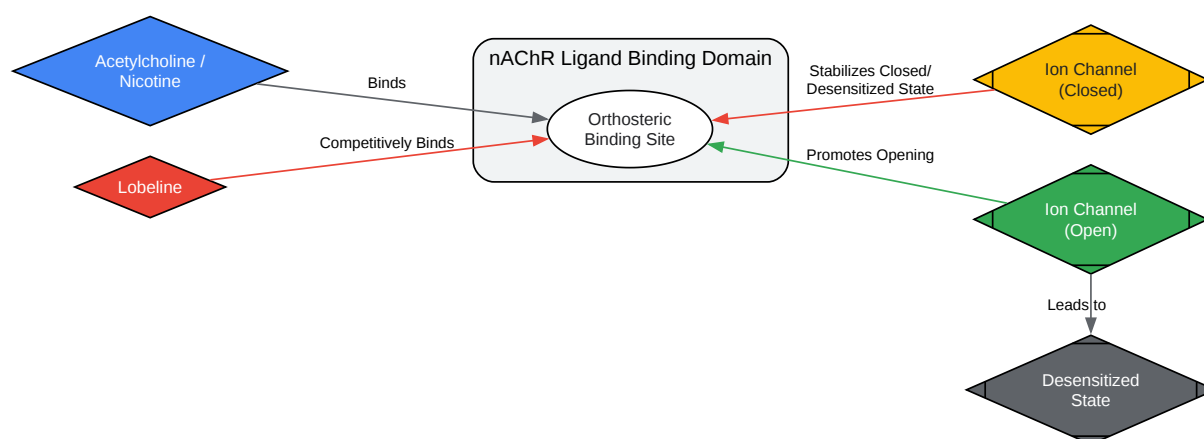 Acetylcholine /
Nicotine
Binds
Lobeline
Competitively Binds
nAChR Ligand Binding Domain
Orthosteric
Binding Site
Stabilizes Closed/
Desensitized State
Promotes Opening
Ion Channel
(Closed)
Ion Channel
(Open)
Leads to
Desensitized
State